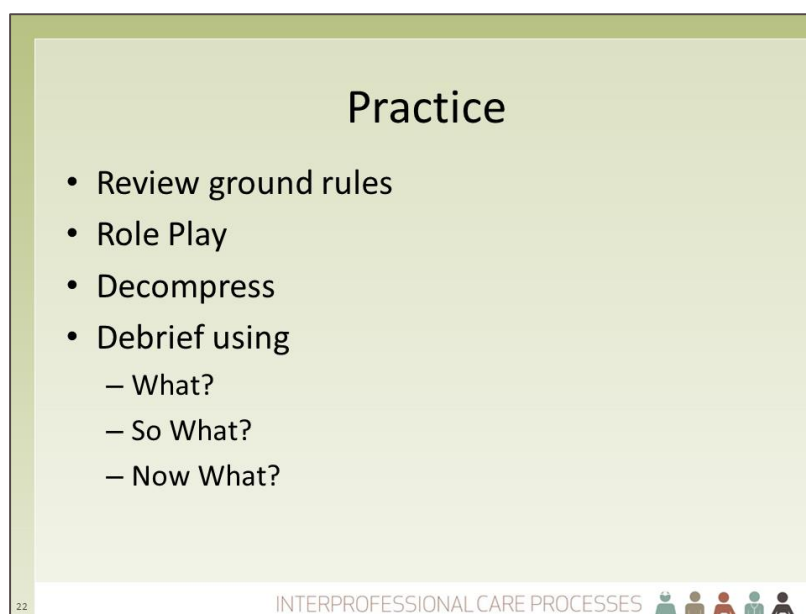 Practice
• Review ground rules
• Role Play
• Decompress
• Debrief using
– What?
– So What?
– Now What?
22
INTERPROFESSIONAL CARE PROCESSES